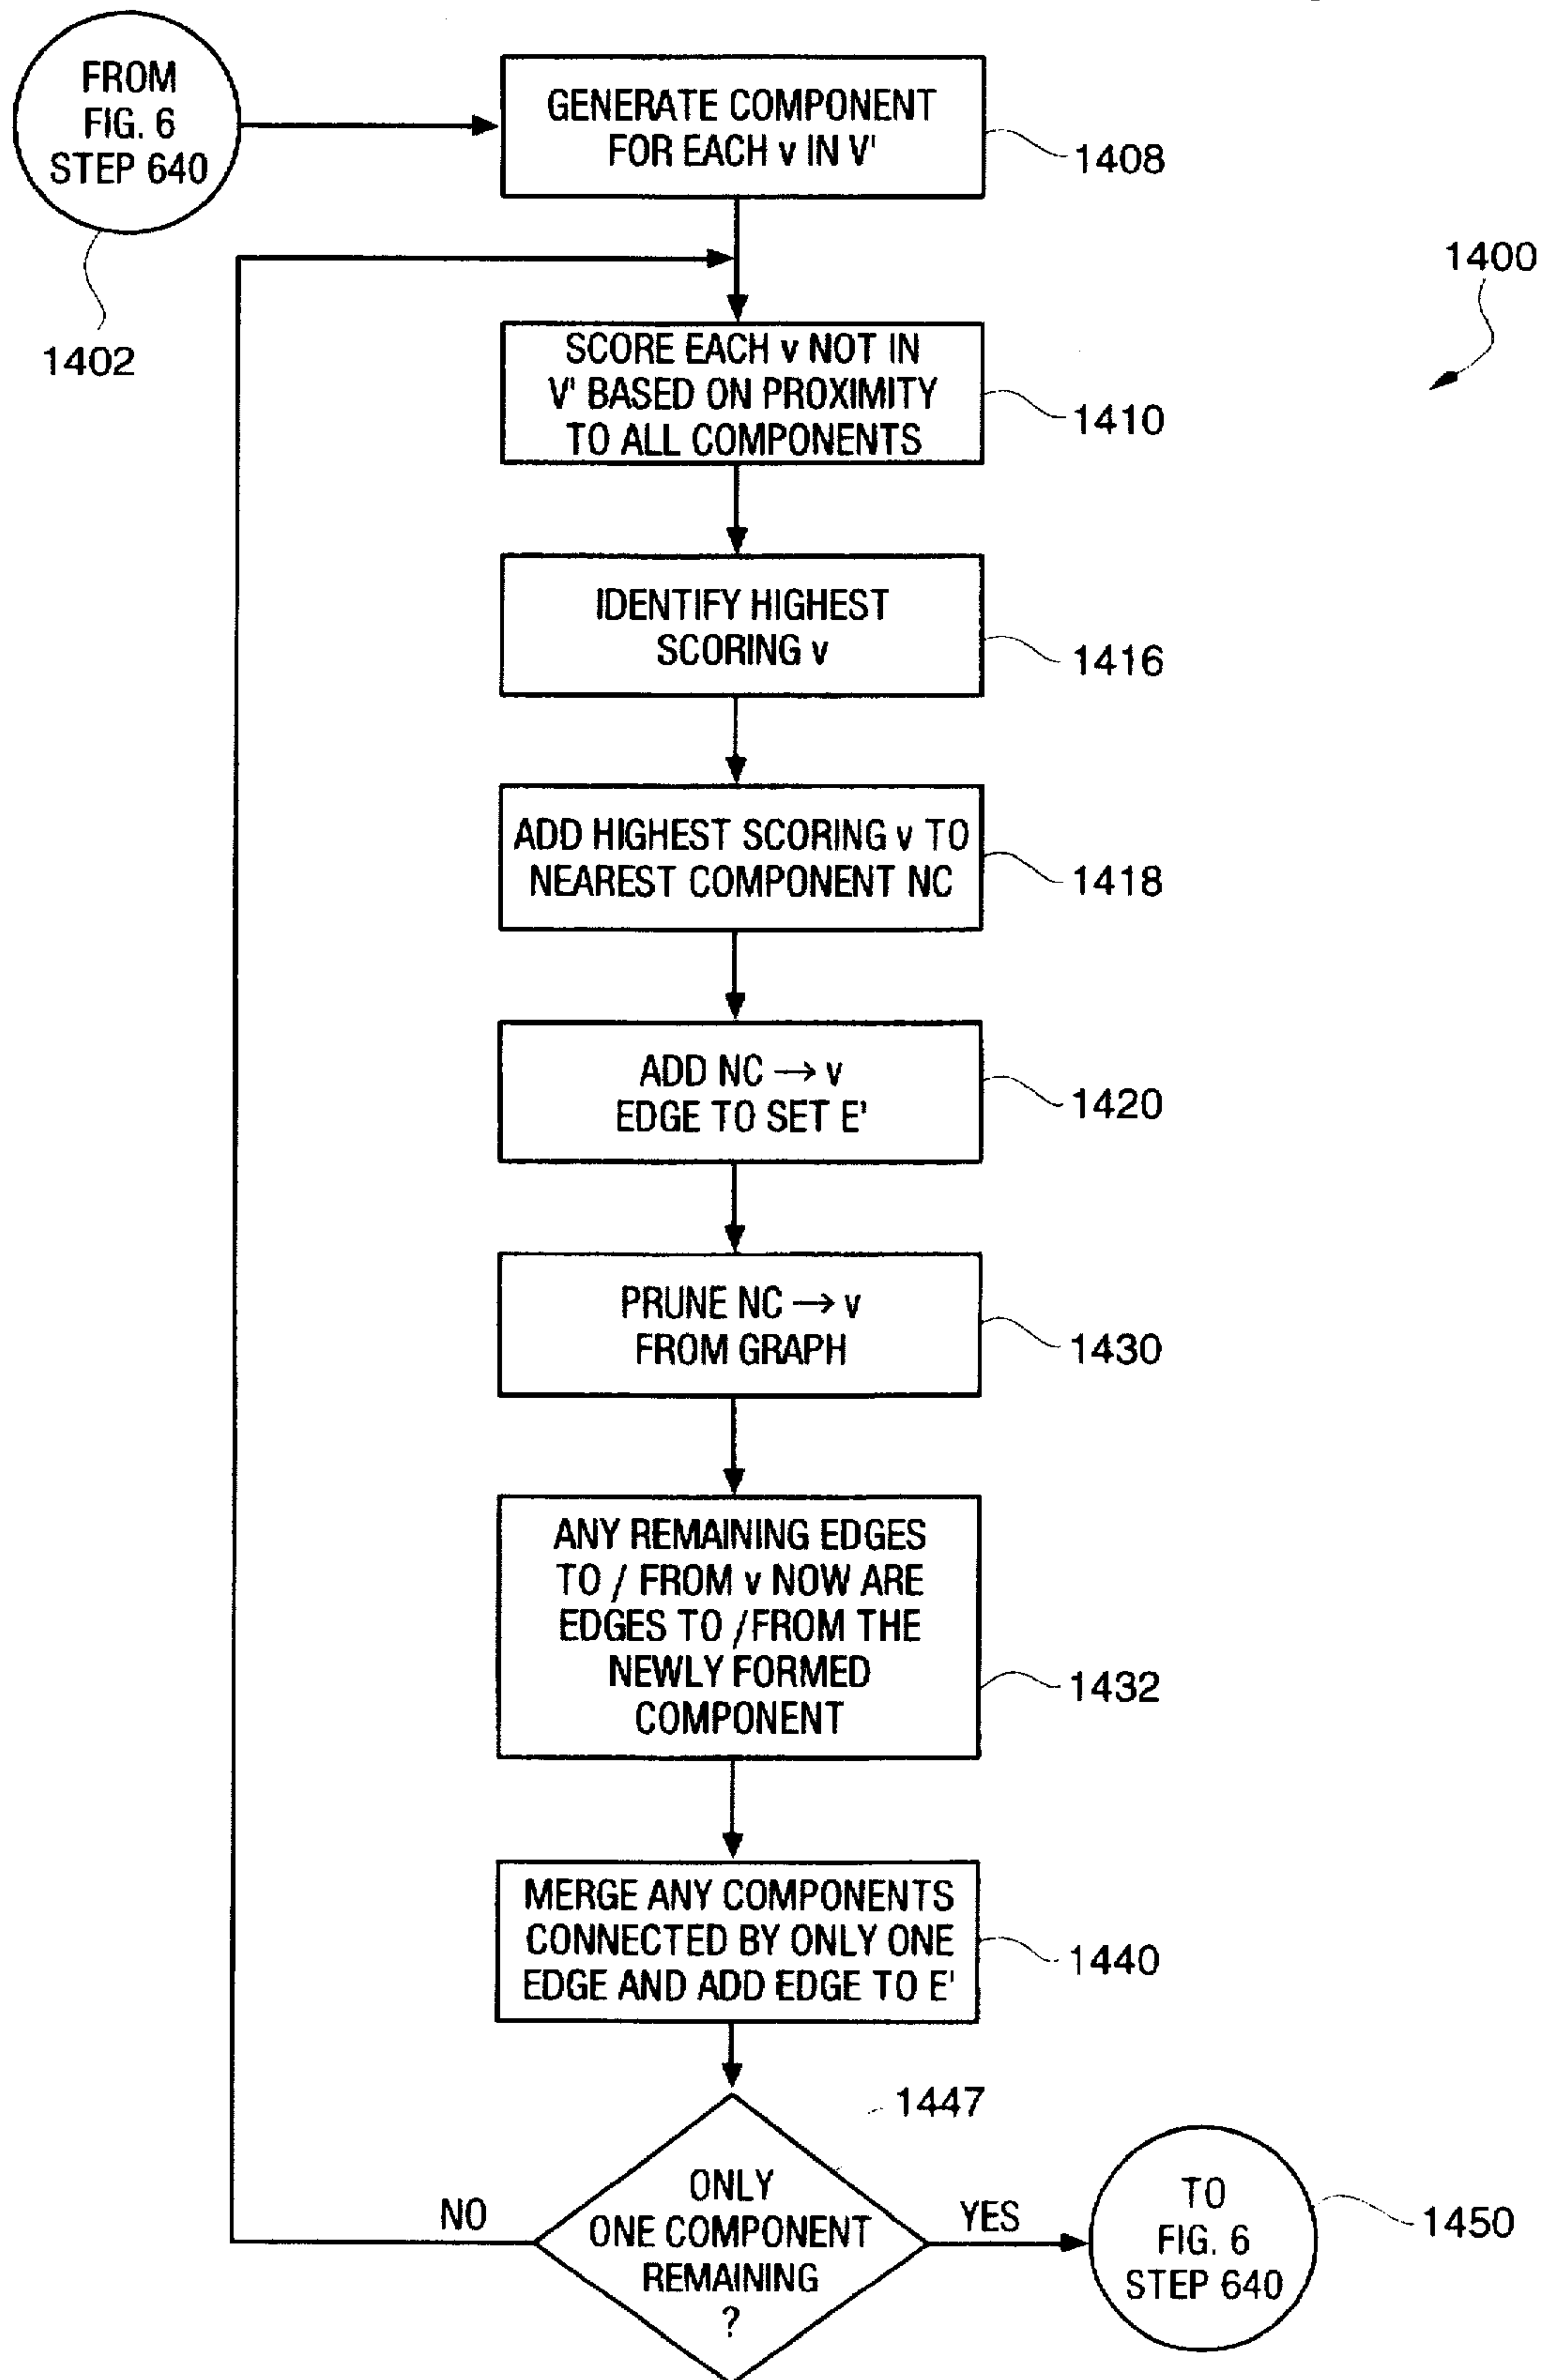 FROM
FIG. 6
STEP 640
1402
GENERATE COMPONENT
FOR EACH v IN V'
1408
1400
SCORE EACH v NOT IN
V' BASED ON PROXIMITY
TO ALL COMPONENTS
1410
IDENTIFY HIGHEST
SCORING v
1416
ADD HIGHEST SCORING v TO
NEAREST COMPONENT NC
1418
ADD NC → v
EDGE TO SET E'
1420
PRUNE NC → v
FROM GRAPH
1430
ANY REMAINING EDGES
TO / FROM v NOW ARE
EDGES TO /FROM THE
NEWLY FORMED
COMPONENT
1432
MERGE ANY COMPONENTS
CONNECTED BY ONLY ONE
EDGE AND ADD EDGE TO E'
1440
1447
ONLY
ONE COMPONENT
REMAINING
?
NO
YES
TO
FIG. 6
STEP 640
1450